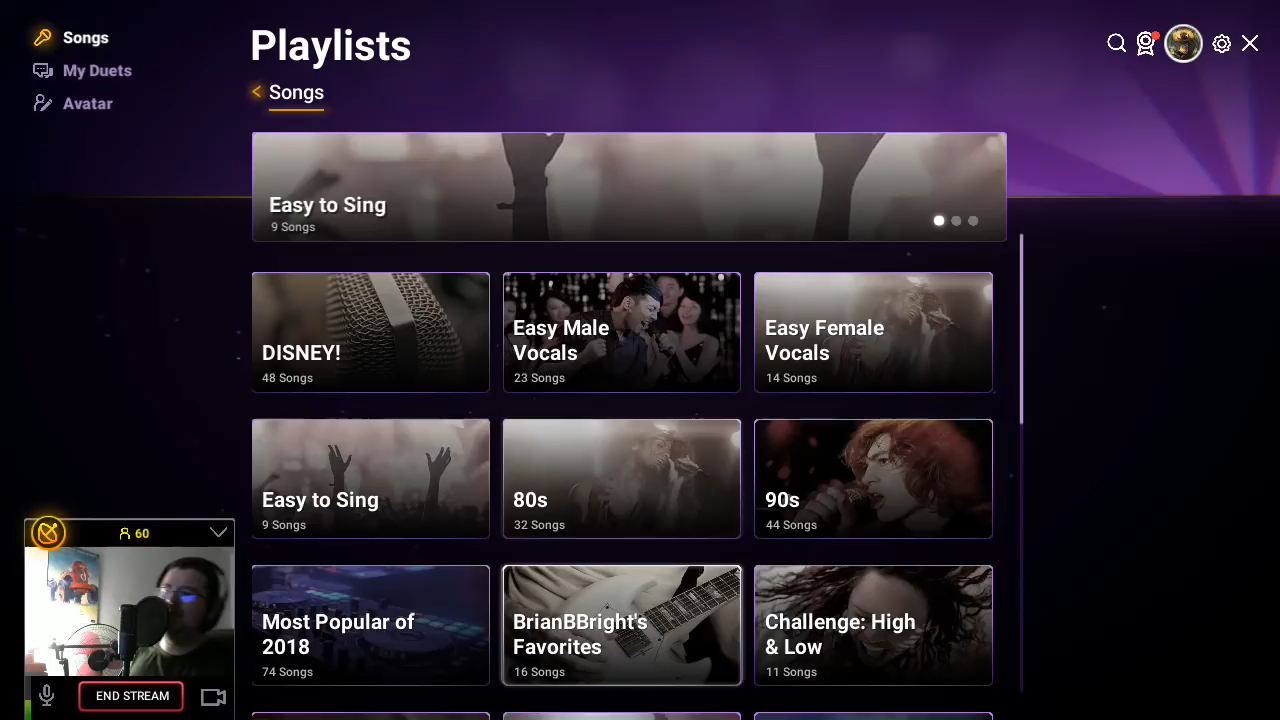 Songs
My Duets
Avatar
Playlists
Songs
Easy to Sing
9 Songs
DISNEY!
48 Songs
Easy Male
Vocals
23 Songs
Easy Female
Vocals
14 Songs
Easy to Sing
9 Songs
80s
32 Songs
90s
44 Songs
Most Popular of
2018
74 Songs
BrianBBright's
Favorites
16 Songs
Challenge: High
& Low
11 Songs
60
END STREAM